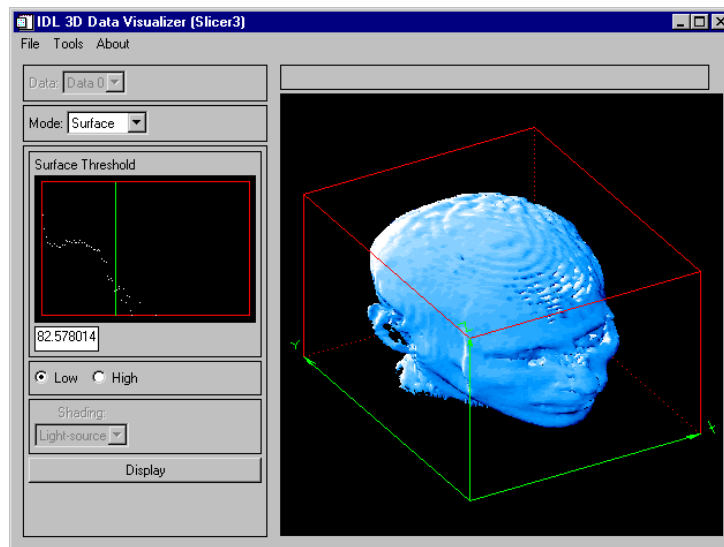 IDL 3D Data Visualizer (Slicer3)
File Tools About
Data: Data 0
Mode: Surface
Surface Threshold
82.578014
Low High
Shading:
Light-source
Display
Y
X